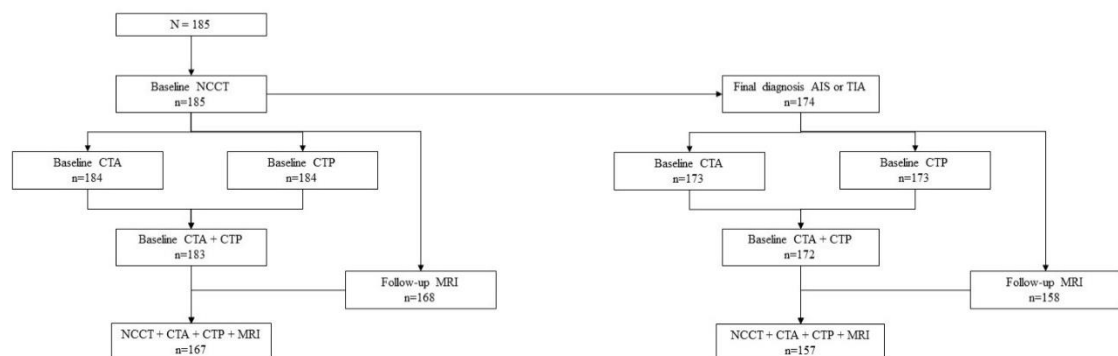 N = 185
Baseline NCCT
n=185
Final diagnosis AIS or TIA
n=174
Baseline CTA
n=184
Baseline CTP
n=184
Baseline CTA
n=173
Baseline CTP
n=173
Baseline CTA + CTP
n=183
Baseline CTA + CTP
n=172
Follow-up MRI
n=168
Follow-up MRI
n=158
NCCT + CTA + CTP + MRI
n=167
NCCT + CTA + CTP + MRI
n=157